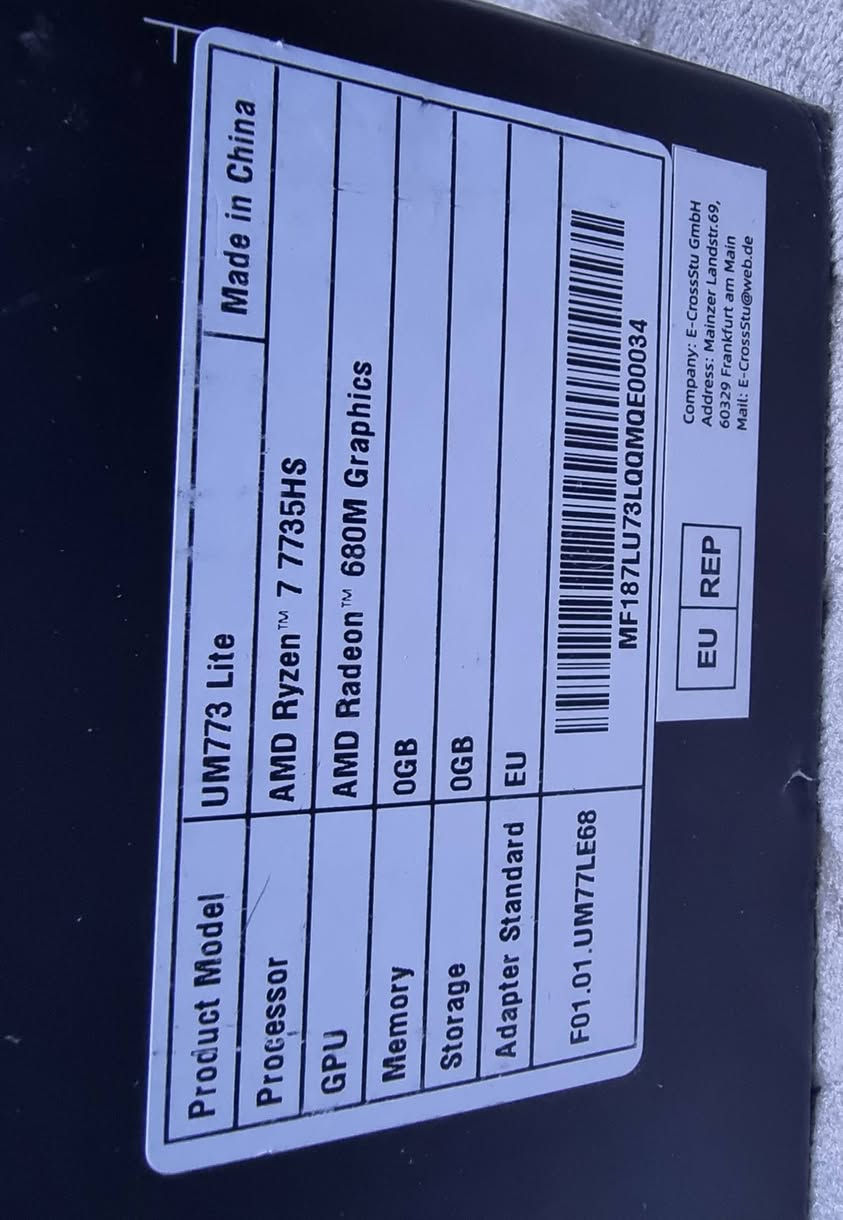 Product Model UM773 Lite Made in China
Processor AMD Ryzen™ 7 7735HS
GPU AMD Radeon™ 680M Graphics
Memory 0GB
Storage 0GB
Adapter Standard EU
F01.01.UM77LE68 MF187LU73LQQMQE00034
EU REP
Company: E-CrossStu GmbH
Address: Mainzer Landstr.69,
60329 Frankfurt am Main
Mail: E-CrossStu@web.de